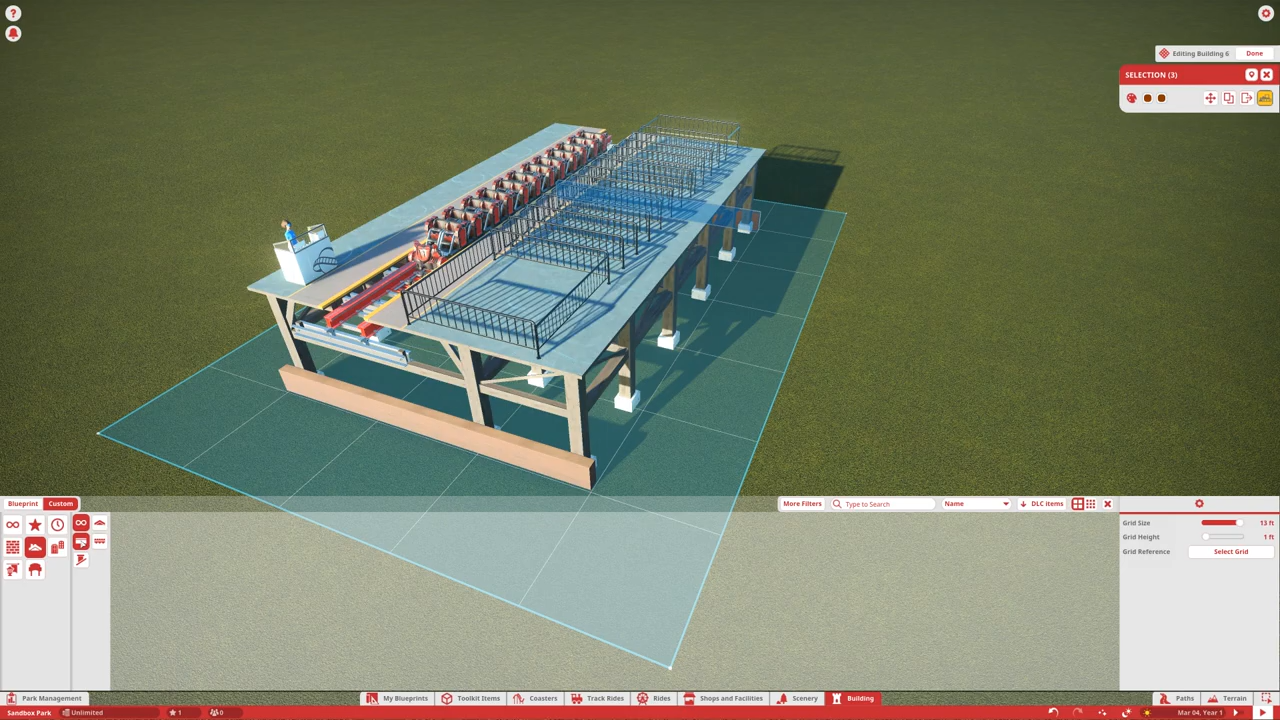 Editing Building 6 Done
SELECTION (3)
Blueprint Custom
More Filters Type to Search Name DLC items
Grid Size 13 ft
Grid Height 1 ft
Grid Reference Select Grid
Park Management My Blueprints Toolkit Items Coasters Track Rides Rides Shops and Facilities Scenery Building Paths Terrain
Sandbox Park Unlimited 1 0 Mar 04, Year 1